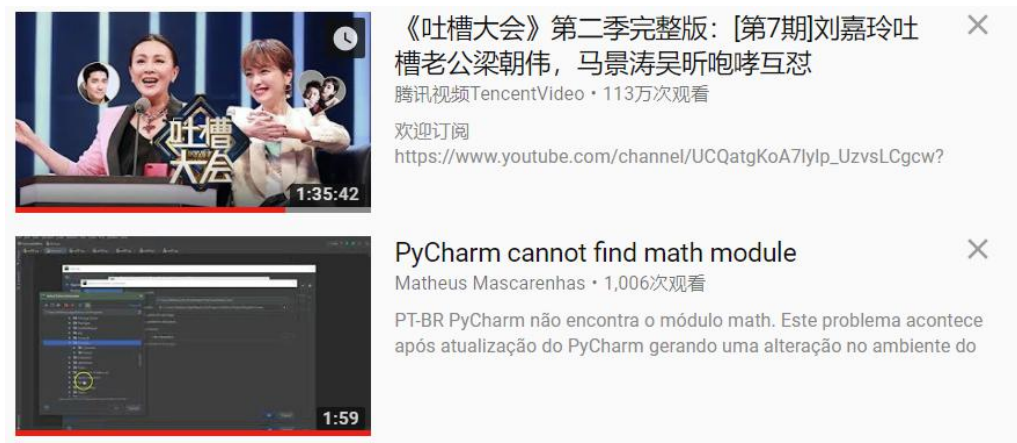 《吐槽大会》第二季完整版：[第7期]刘嘉玲吐
槽老公梁朝伟，马景涛吴昕咆哮互怼
腾讯视频TencentVideo • 113万次观看
欢迎订阅
https://www.youtube.com/channel/UCQatgKoA7lylp_UzvsLCgcw?
吐槽
大会
1:35:42
PyCharm cannot find math module
Matheus Mascarenhas • 1,006次观看
PT-BR PyCharm não encontra o módulo math. Este problema acontece
após atualização do PyCharm gerando uma alteração no ambiente do
1:59